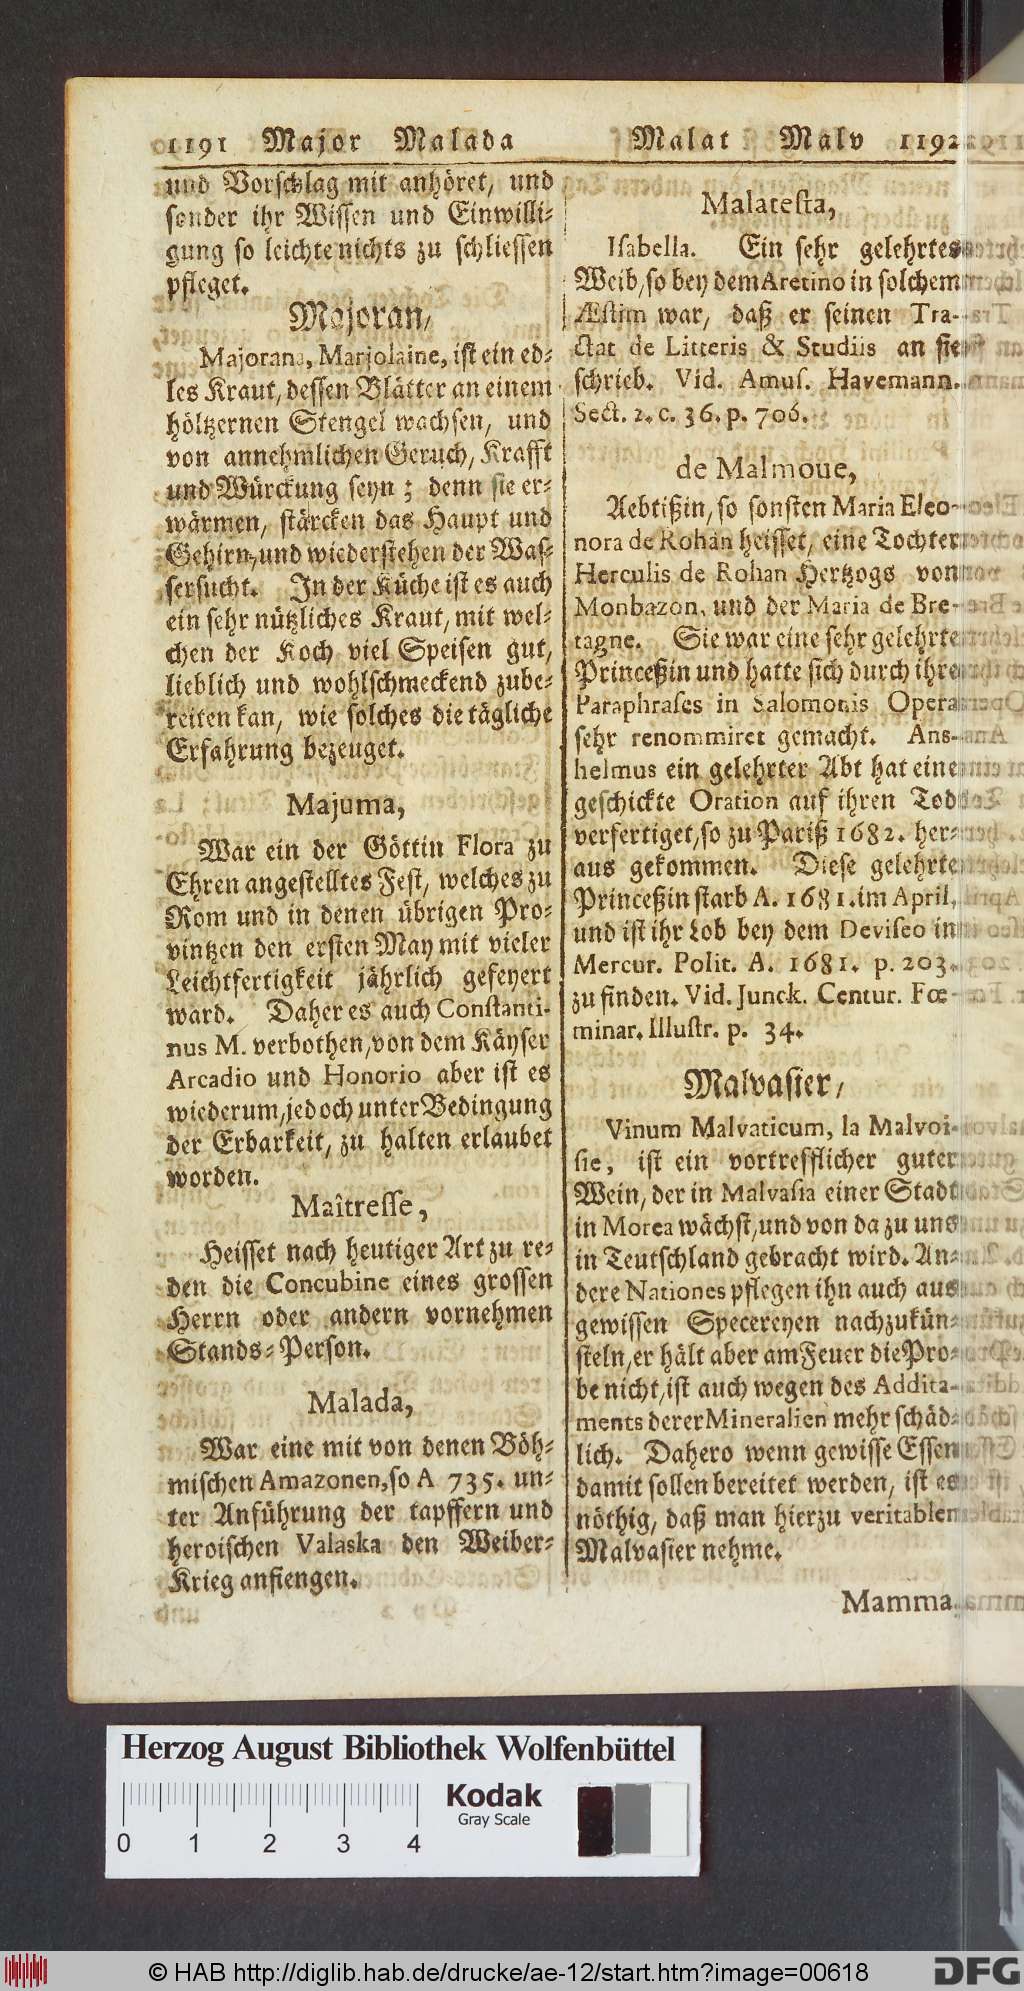 1191 Major Malada
Malat Malv 1192
und Vorschlag mit anhöret, und
sonder ihr Wissen und Einwilli⸗
gung so leichte nichts zu schliessen
pfleget.
Majoran/
Majorana, Marjolaine, ist ein ed⸗
les Kraut, dessen Blätter an einem
höltzernen Stengel wachsen, und
von annehmlichen Geruch, Krafft
und Würckung seyn; denn sie er⸗
wärmen, stärcken das Haupt und
Gehirn, und wiederstehen der Was⸗
sersucht. In der Küche ist es auch
ein sehr nützliches Kraut, mit wel⸗
chen der Koch viel Speisen gut,
lieblich und wohlschmeckend zube⸗
reiten kan, wie solches die tägliche
Erfahrung bezeuget.
Majuma,
War ein der Göttin Flora zu
Ehren angestelltes Fest, welches zu
Rom und in denen übrigen Pro⸗
vintzen den ersten May mit vieler
Leichtfertigkeit jährlich gefeyert
ward. Daher es auch Constanti-
nus M. verbothen, von dem Käyser
Arcadio und Honorio aber ist es
wiederum, jedoch unter Bedingung
der Erbarkeit, zu halten erlaubet
worden.
Maîtresse,
Heisset nach heutiger Art zu re⸗
den die Concubine eines grossen
Herrn oder andern vornehmen
Stands⸗Person.
Malada,
War eine mit von denen Böh⸗
mischen Amazonen, so A 735. un⸗
ter Anführung der tapffern und
heroischen Valaska den Weiber⸗
Krieg anfiengen.
Malatesta,
Isabella. Ein sehr gelehrtes
Weib, so bey dem Aretino in solchem
Æstim war, daß er seinen Tra-
ctat de Litteris & Studiis an sie
schrieb. Vid. Amus. Havemann.
Sect. 2. c. 36. p. 706.
de Malmoue,
Aebtißin, so sonsten Maria Eleo-
nora de Rohan heisset, eine Tochter
Herculis de Rohan Hertzogs von
Monbazon, und der Maria de Bre-
tagne. Sie war eine sehr gelehrte
Princeßin und hatte sich durch ihre
Paraphrases in Salomonis Opera
sehr renommiret gemacht. Ans-
helmus ein gelehrter Abt hat eine
geschickte Oration auf ihren Tod
verfertiget, so zu Pariß 1682. her⸗
aus gekommen. Diese gelehrte
Princeßin starb A. 1681. im April,
und ist ihr Lob bey dem Deviseo in
Mercur. Polit. A. 1681. p. 203.
zu finden. Vid. Junck. Centur. Fœ-
minar. Illustr. p. 34.
Malvasier/
Vinum Malvaticum, la Malvoi-
sie, ist ein vortrefflicher guter
Wein, der in Malvasia einer Stadt
in Morea wächst, und von da zu uns
in Teutschland gebracht wird. An⸗
dere Nationes pflegen ihn auch aus
gewissen Specereyen nachzukün⸗
steln, er hält aber am Feuer die Pro⸗
be nicht, ist auch wegen des Addita-
ments derer Mineralien mehr schäd⸗
lich. Dahero wenn gewisse Essen
damit sollen bereitet werden, ist es
nöthig, daß man hierzu veritablen
Malvasier nehme.
Mamma.
Herzog August Bibliothek Wolfenbüttel
Kodak
Gray Scale
0 1 2 3 4
© HAB http://diglib.hab.de/drucke/ae-12/start.htm?image=00618
DFG